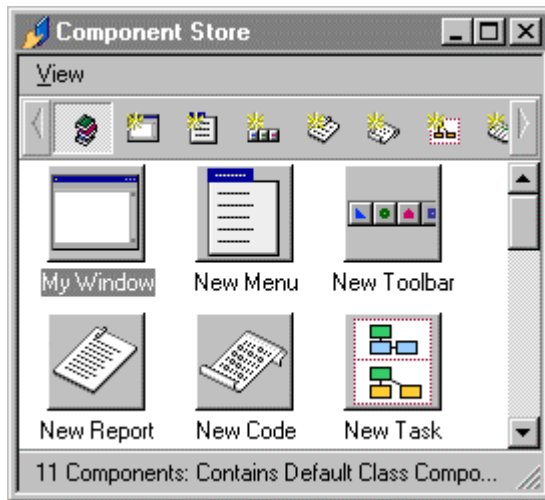 Component Store
View
My Window New Menu New Toolbar
New Report New Code New Task
11 Components: Contains Default Class Compo...